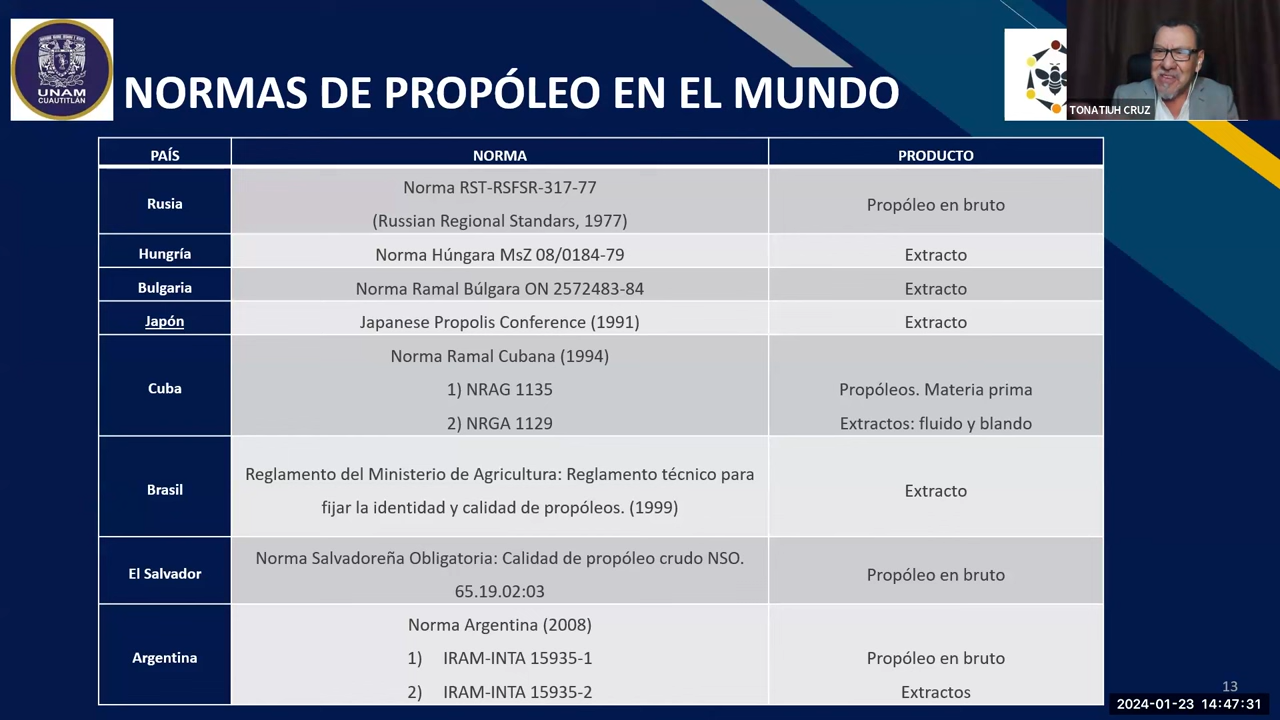 UNAM
CUAUTITLÁN
NORMAS DE PROPÓLEO EN EL MUNDO
TONATIUH CRUZ
PAÍS NORMA PRODUCTO
Rusia
Norma RST-RSFSR-317-77
(Russian Regional Standars, 1977)
Propóleo en bruto
Hungría Norma Húngara MsZ 08/0184-79 Extracto
Bulgaria Norma Ramal Búlgara ON 2572483-84 Extracto
Japón Japanese Propolis Conference (1991) Extracto
Cuba
Norma Ramal Cubana (1994)
1) NRAG 1135
2) NRGA 1129
Propóleos. Materia prima
Extractos: fluido y blando
Brasil
Reglamento del Ministerio de Agricultura: Reglamento técnico para
fijar la identidad y calidad de propóleos. (1999)
Extracto
El Salvador
Norma Salvadoreña Obligatoria: Calidad de propóleo crudo NSO.
65.19.02:03
Propóleo en bruto
Argentina
Norma Argentina (2008)
1) IRAM-INTA 15935-1
2) IRAM-INTA 15935-2
Propóleo en bruto
Extractos
13
2024-01-23 14:47:31